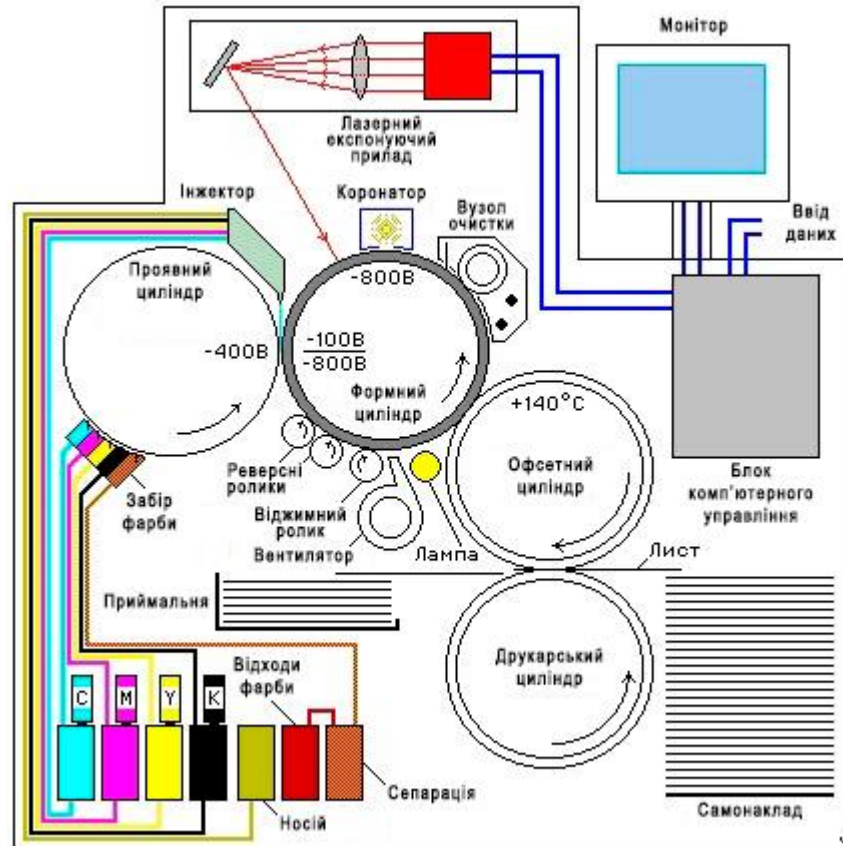 Монітор
Лазерний
експонуючий
прилад
Інжектор
Коронатор
Вузол
очистки
Ввід
даних
Проявний
циліндр
-800В
-400В
-100В
-800В
Формний
циліндр
+140°С
Реверсні
ролики
Офсетний
циліндр
Блок
комп'ютерного
управління
Забір
фарби
Віджимний
ролик
Вентилятор
Лампа
Лист
Приймальня
Друкарський
циліндр
Відходи
фарби
C M Y K
Сепарація
Носій
Самонаклад